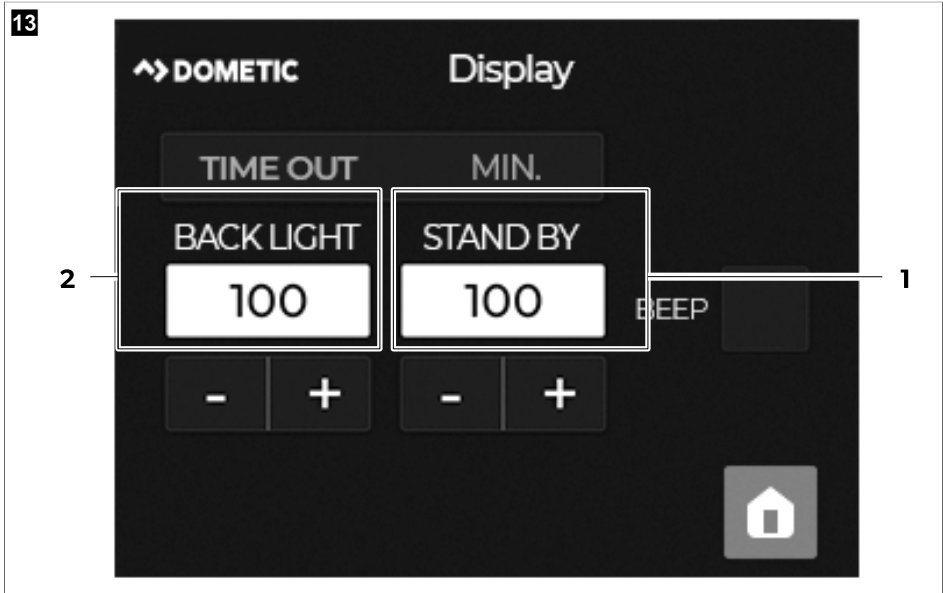 13
DOMETIC Display
TIME OUT MIN.
BACK LIGHT STAND BY
2 1
100 100 BEEP
- + - +